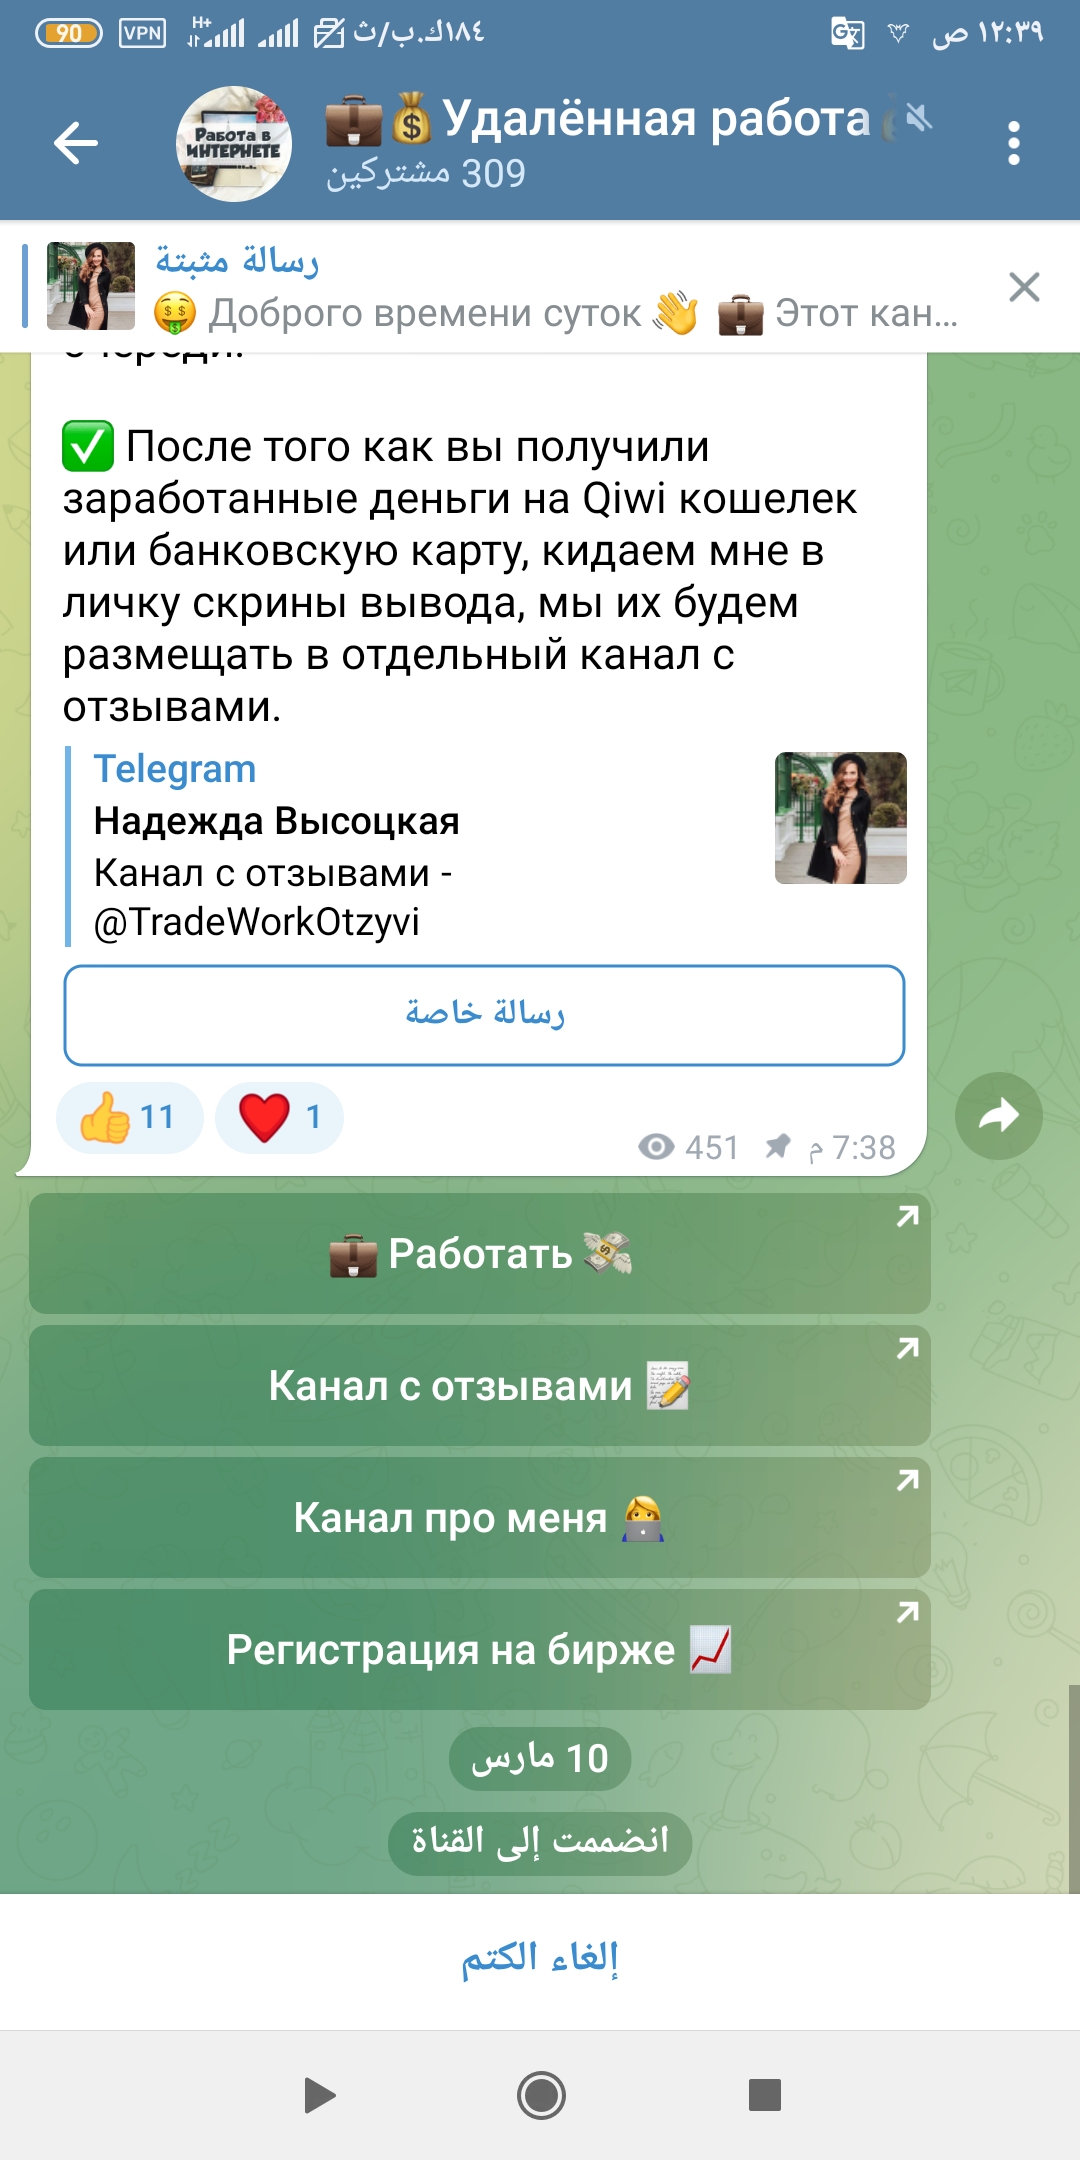 90 VPN H+ ١٨٤ك.ب/ث ١٢:٣٩ ص
Работа в
ИНТЕРНЕТЕ
💼💰Удалённая работа
309 مشتركين
رسالة مثبتة
🤑 Доброго времени суток👋 💼 Этот кан...
✅ После того как вы получили
заработанные деньги на Qiwi кошелек
или банковскую карту, кидаем мне в
личку скрины вывода, мы их будем
размещать в отдельный канал с
отзывами.
Telegram
Надежда Высоцкая
Канал с отзывами -
@TradeWorkOtzyvi
رسالة خاصة
👍 11 ❤️ 1
451 7:38 م
💼 Работать💸
Канал с отзывами 📝
Канал про меня 👩‍💻
Регистрация на бирже 📈
10 مارس
انضممت إلى القناة
إلغاء الكتم